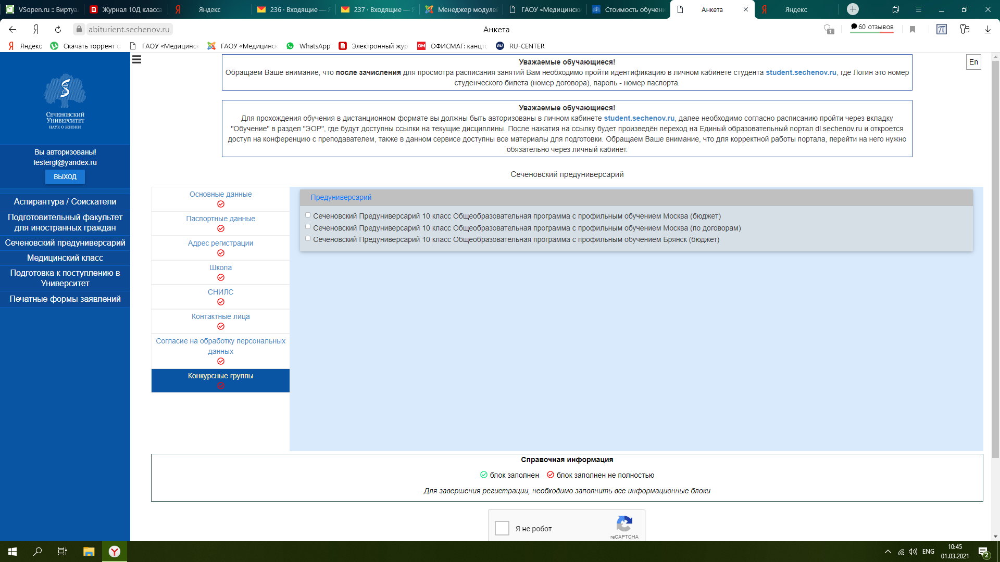 VSopen.ru :: Виртуа
Журнал 10Д класса
Яндекс
236 · Входящие — Я
237 · Входящие — Я
Менеджер модулей
ГАОУ «Медицински
Стоимость обучени
Анкета
Яндекс
abiturient.sechenov.ru
Анкета
1
60 отзывов
Яндекс
Скачать торрент с
ГАОУ «Медицинск
ГАОУ «Медицинск
WhatsApp
Электронный жур
ОФИСМАГ: канцто
RU-CENTER
Сеченовский
Университет
наук о жизни
Вы авторизованы!
festergl@yandex.ru
ВЫХОД
Аспирантура / Соискатели
Подготовительный факультет
для иностранных граждан
Сеченовский предуниверсарий
Медицинский класс
Подготовка к поступлению в
Университет
Печатные формы заявлений
En
Уважаемые обучающиеся!
Обращаем Ваше внимание, что после зачисления для просмотра расписания занятий Вам необходимо пройти идентификацию в личном кабинете студента student.sechenov.ru, где Логин это номер
студенческого билета (номер договора), пароль - номер паспорта.
Уважаемые обучающиеся!
Для прохождения обучения в дистанционном формате вы должны быть авторизованы в личном кабинете student.sechenov.ru, далее необходимо согласно расписанию пройти через вкладку
"Обучение" в раздел "ЭОР", где будут доступны ссылки на текущие дисциплины. После нажатия на ссылку будет произведён переход на Единый образовательный портал dl.sechenov.ru и откроется
доступ на конференцию с преподавателем, также в данном сервисе доступны все материалы для подготовки. Обращаем Ваше внимание, что для корректной работы портала, перейти на него нужно
обязательно через личный кабинет.
Сеченовский предуниверсарий
Основные данные
Паспортные данные
Адрес регистрации
Школа
СНИЛС
Контактные лица
Согласие на обработку персональных
данных
Конкурсные группы
Предуниверсарий
Сеченовский Предуниверсарий 10 класс Общеобразовательная программа с профильным обучением Москва (бюджет)
Сеченовский Предуниверсарий 10 класс Общеобразовательная программа с профильным обучением Москва (по договорам)
Сеченовский Предуниверсарий 10 класс Общеобразовательная программа с профильным обучением Брянск (бюджет)
Справочная информация
блок заполнен блок заполнен не полностью
Для завершения регистрации, необходимо заполнить все информационные блоки
Я не робот
reCAPTCHA
ENG
10:45
01.03.2021
2